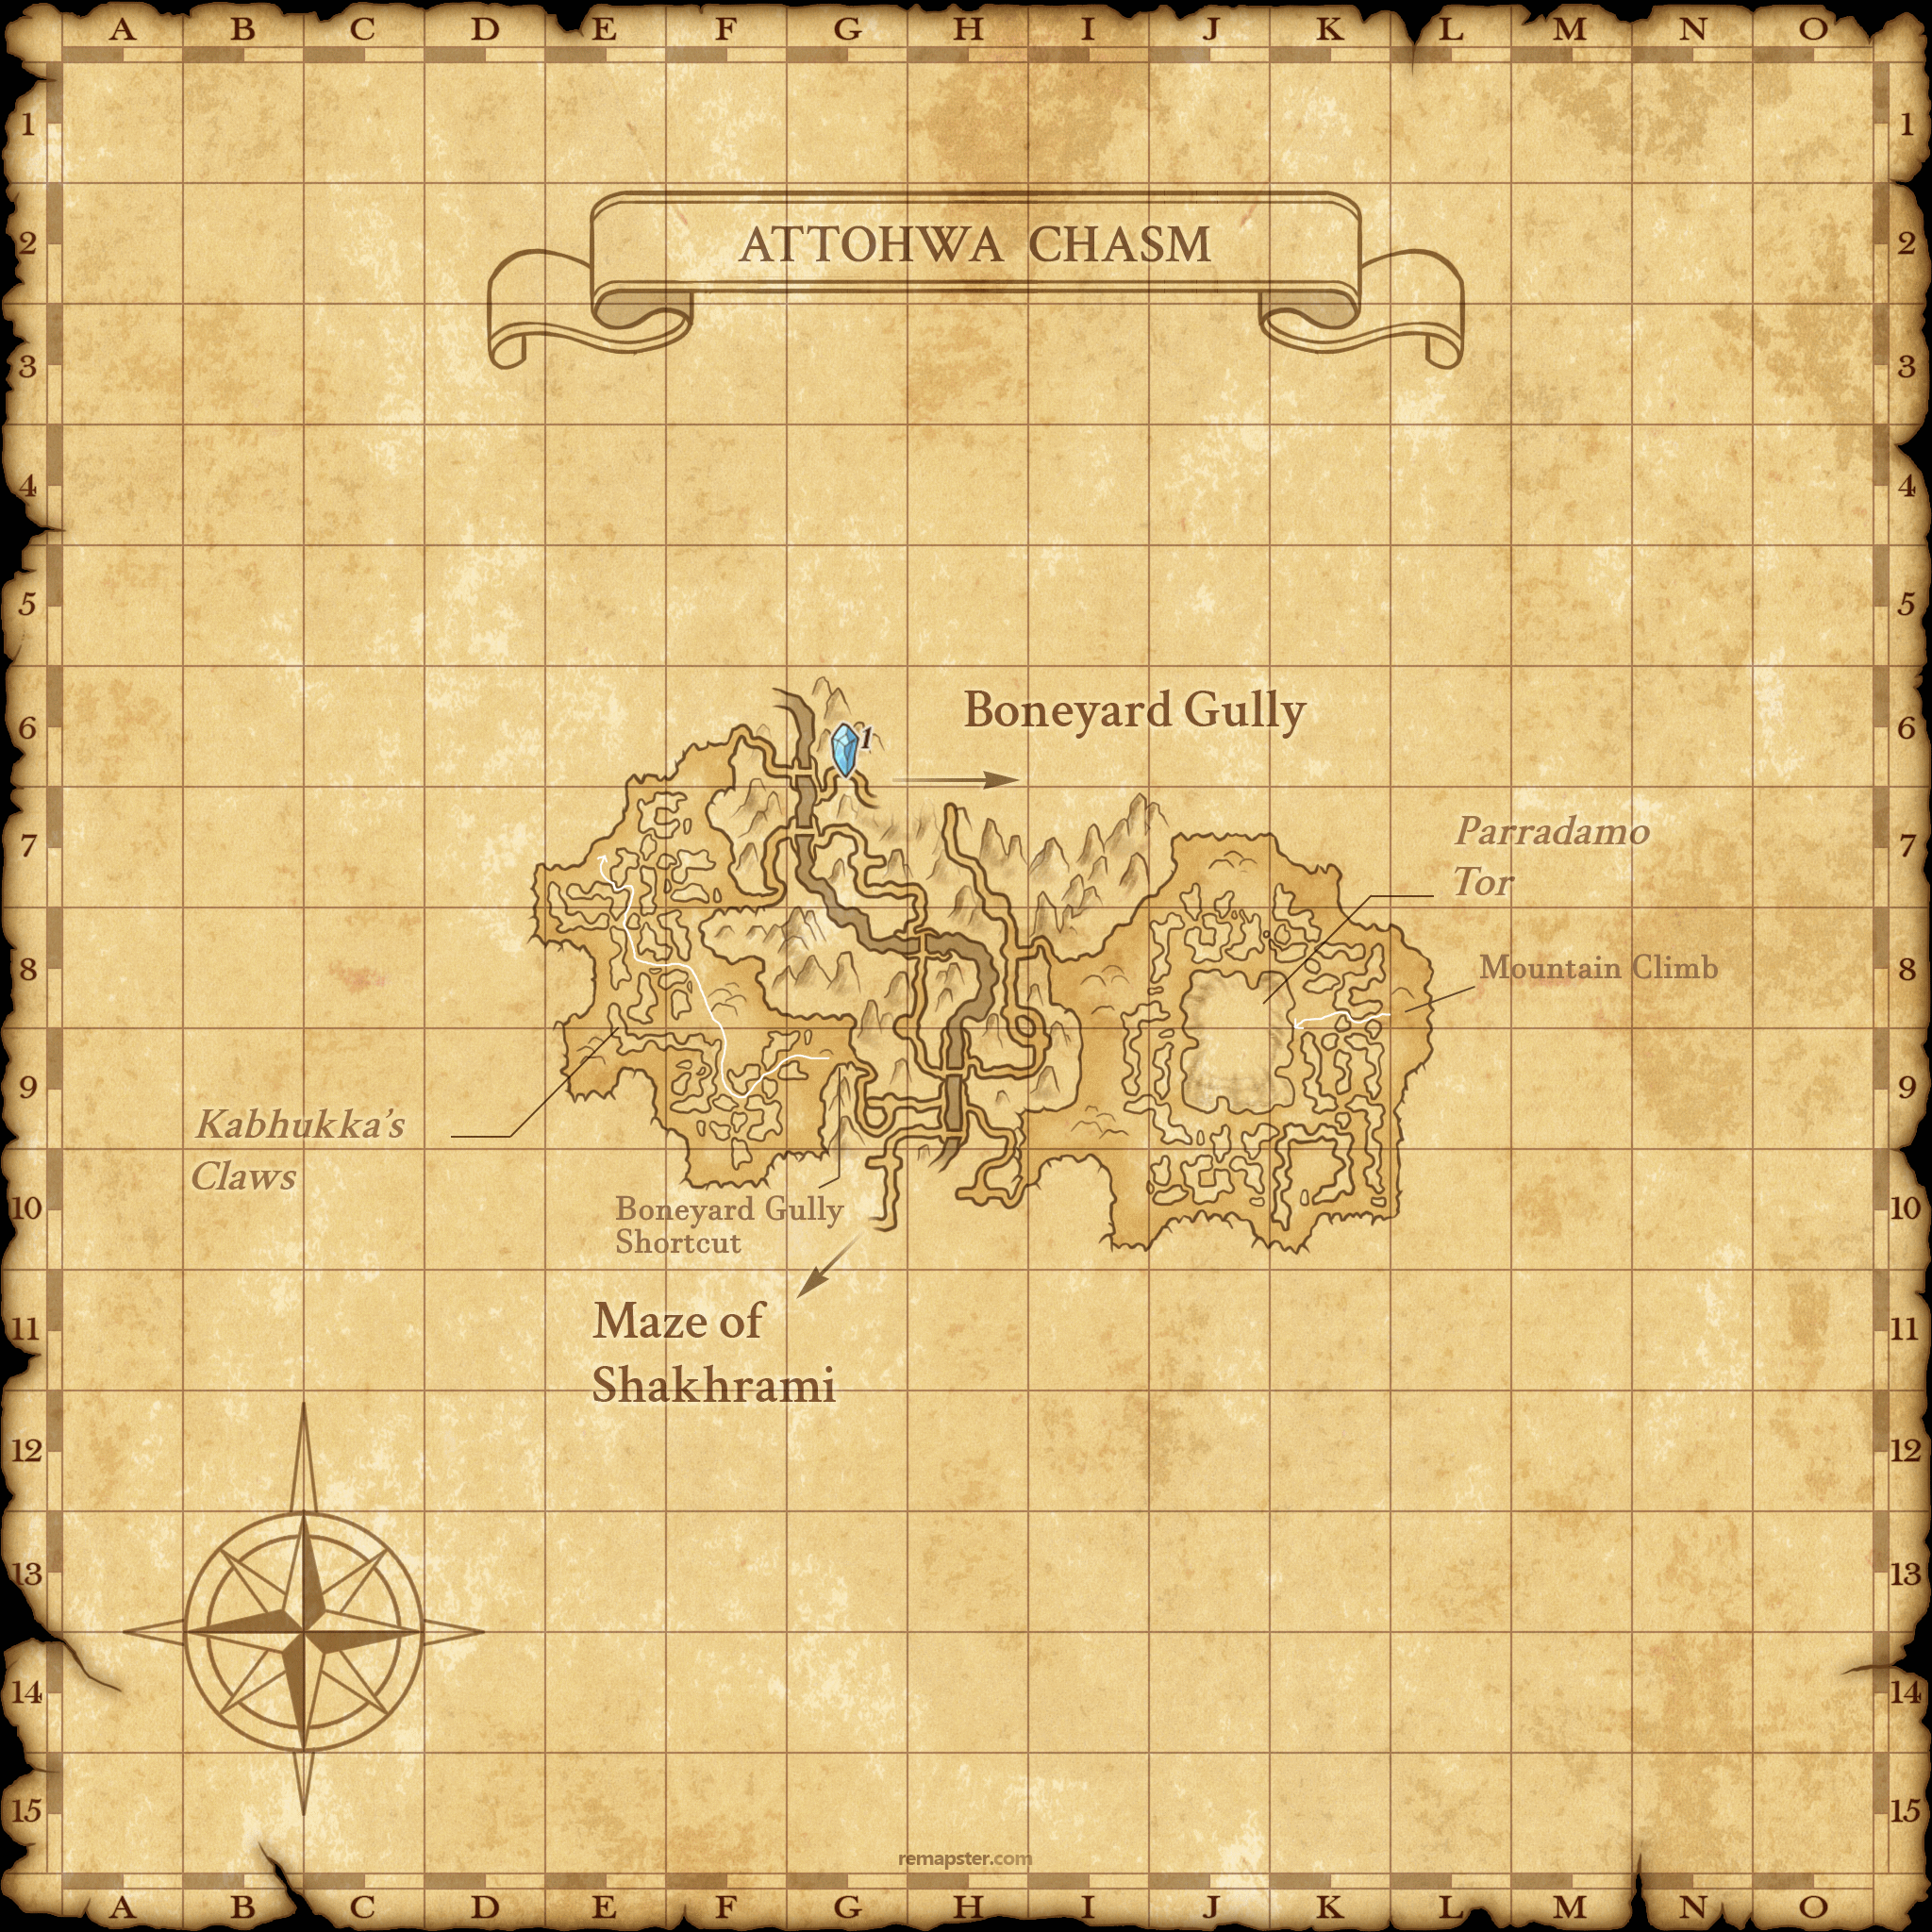 A B C D E F G H I J K L M N O
1 1
ATTOHWA CHASM
2 2
3 3
4 4
5 5
Boneyard Gully
6 6
1
Parradamo
Tor
7 7
Mountain Climb
8 8
9 9
Kabhukka's
Claws
Boneyard Gully
Shortcut
10 10
Maze of
Shakhrami
11 11
12 12
13 13
14 14
15 15
remapster.com
A B C D E F G H I J K L M N O